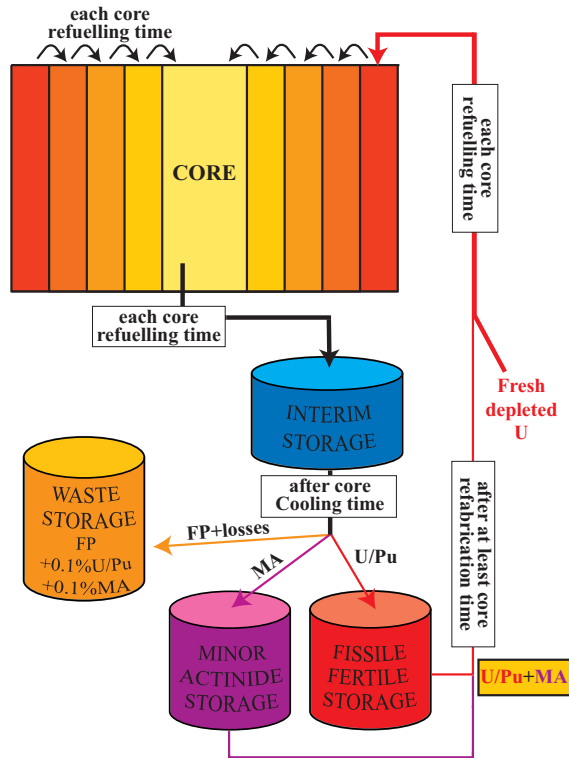 each core
refuelling time
CORE
each core
refuelling time
each core
refuelling time
Fresh
depleted
U
INTERIM
STORAGE
after core
Cooling time
WASTE
STORAGE
FP
+0.1%U/Pu
+0.1%MA
FP+losses
MA
U/Pu
after at least core
refabrication time
MINOR
ACTINIDE
STORAGE
FISSILE
FERTILE
STORAGE
U/Pu+MA